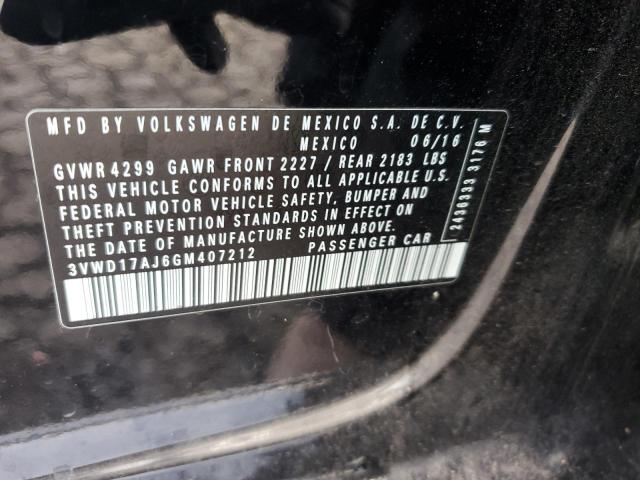 MFD BY VOLKSWAGEN DE MEXICO S.A. DE C.V.
MEXICO 06/16
GVWR 4299 GAWR FRONT 2227 / REAR 2183 LBS
THIS VEHICLE CONFORMS TO ALL APPLICABLE U.S.
FEDERAL MOTOR VEHICLE SAFETY, BUMPER AND
THEFT PREVENTION STANDARDS IN EFFECT ON
THE DATE OF MANUFACTURE SHOWN ABOVE.
3VWD17AJ6GM407212 PASSENGER CAR
2430333 3176 M